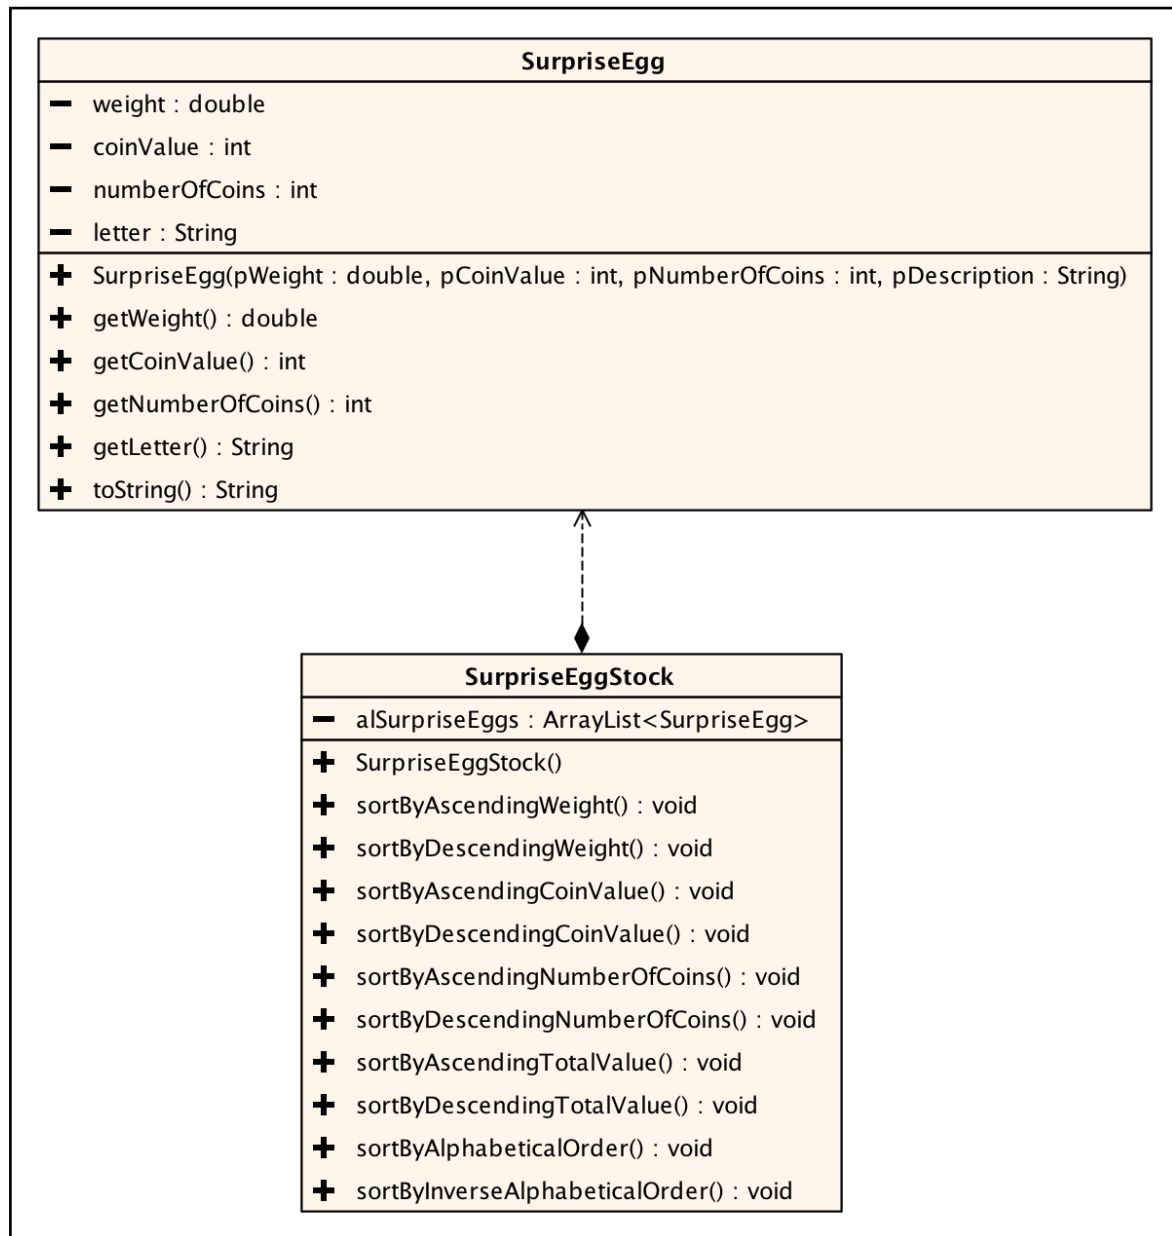 SurpriseEgg
− weight : double
− coinValue : int
− numberOfCoins : int
− letter : String
+ SurpriseEgg(pWeight : double, pCoinValue : int, pNumberOfCoins : int, pDescription : String)
+ getWeight() : double
+ getCoinValue() : int
+ getNumberOfCoins() : int
+ getLetter() : String
+ toString() : String
SurpriseEggStock
− alSurpriseEggs : ArrayList<SurpriseEgg>
+ SurpriseEggStock()
+ sortByAscendingWeight() : void
+ sortByDescendingWeight() : void
+ sortByAscendingCoinValue() : void
+ sortByDescendingCoinValue() : void
+ sortByAscendingNumberOfCoins() : void
+ sortByDescendingNumberOfCoins() : void
+ sortByAscendingTotalValue() : void
+ sortByDescendingTotalValue() : void
+ sortByAlphabeticalOrder() : void
+ sortByInverseAlphabeticalOrder() : void